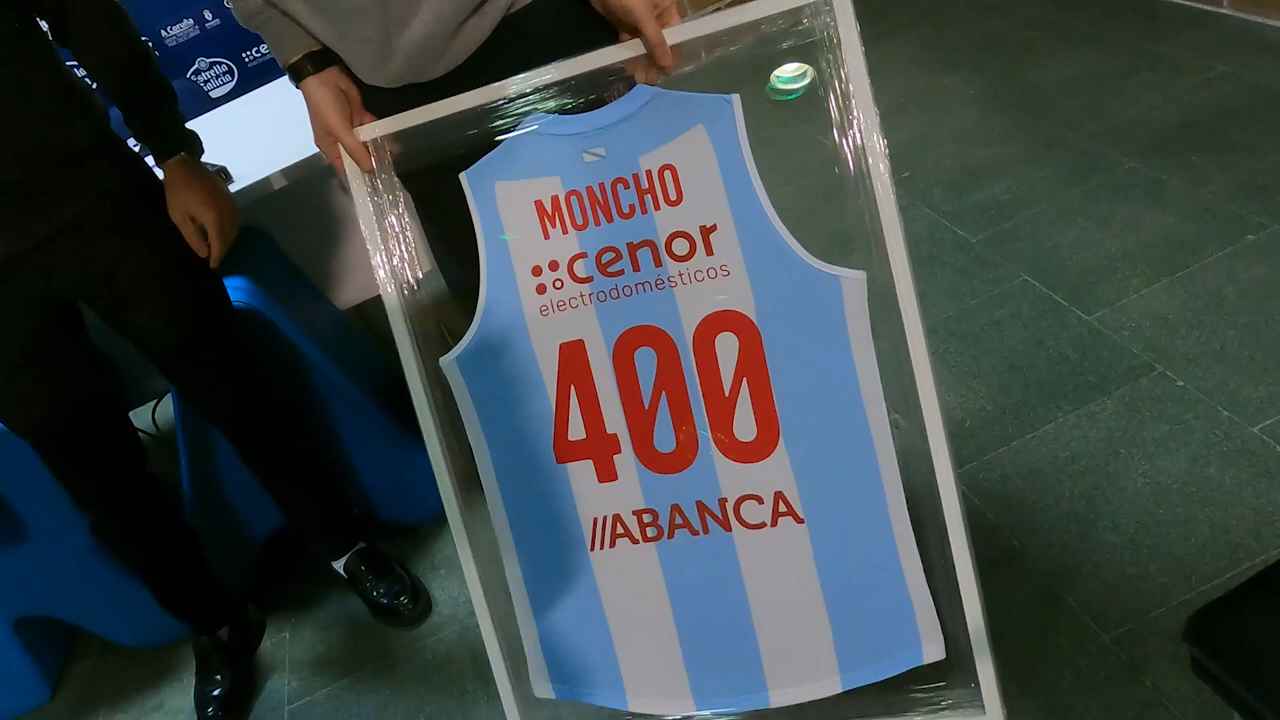 A Coruña
Estrella
Galicia
MONCHO
cenor
electrodomésticos
400
//ABANCA